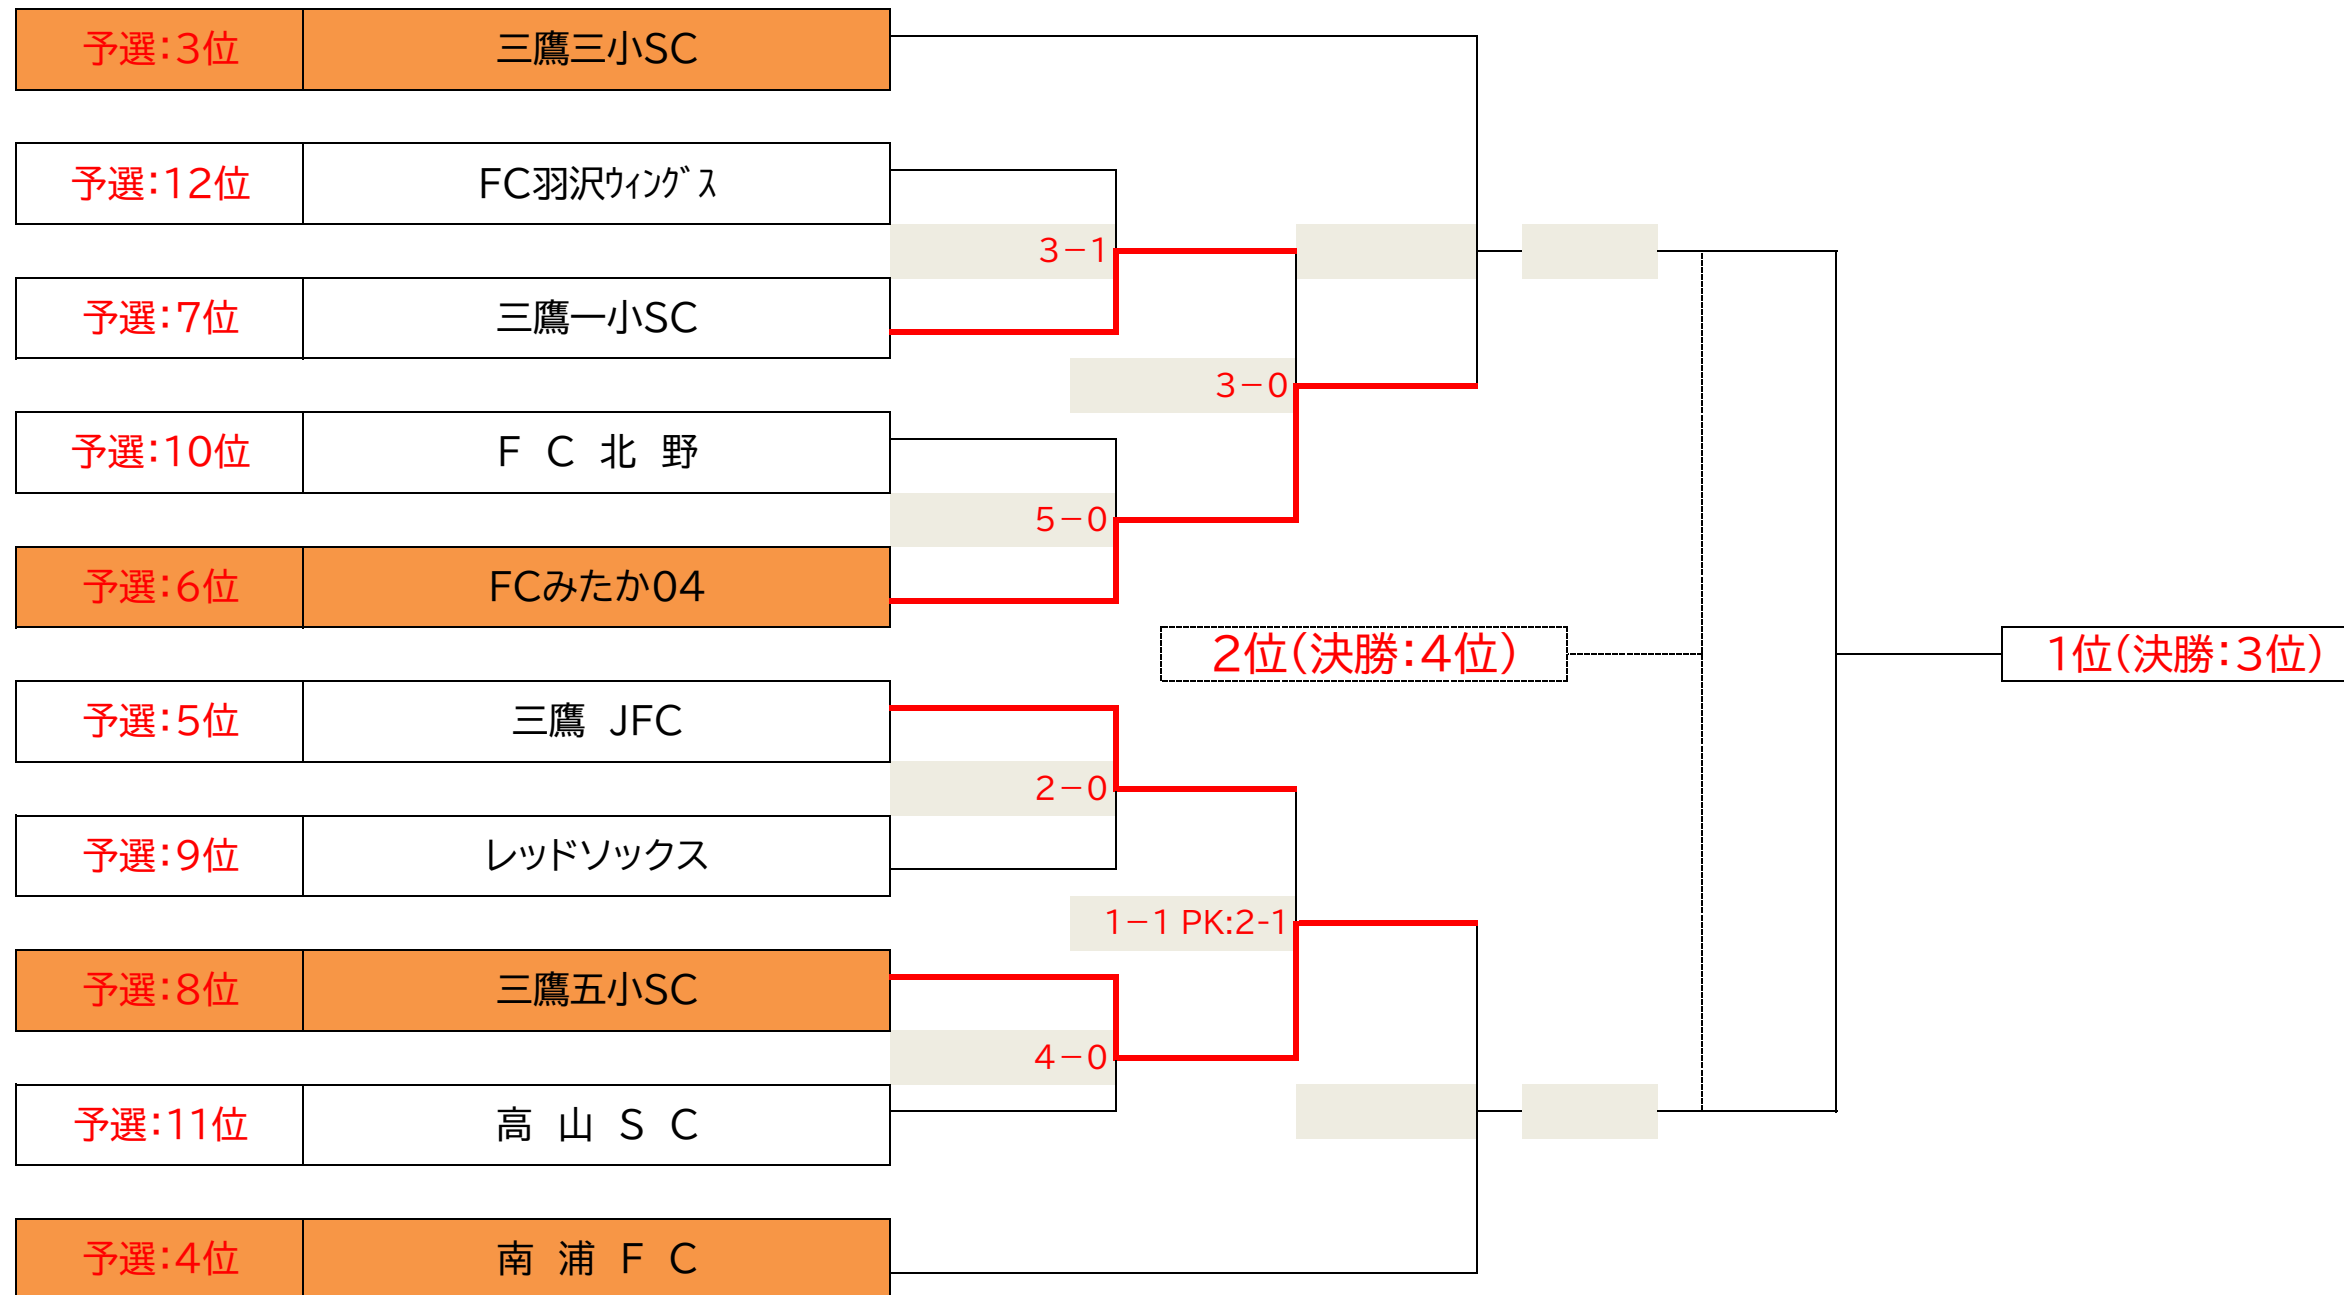 予選：3位 三鷹三小SC
予選：12位 FC羽沢ｳｨﾝｸﾞｽ
3－1
予選：7位 三鷹一小SC
3－0
予選：10位 Ｆ Ｃ 北 野
5－0
予選：6位 FCみたか04
2位(決勝：4位)
1位(決勝：3位)
予選：5位 三鷹 JFC
2－0
予選：9位 レッドソックス
1－1 PK:2-1
予選：8位 三鷹五小SC
4－0
予選：11位 高 山 Ｓ Ｃ
予選：4位 南 浦 Ｆ Ｃ